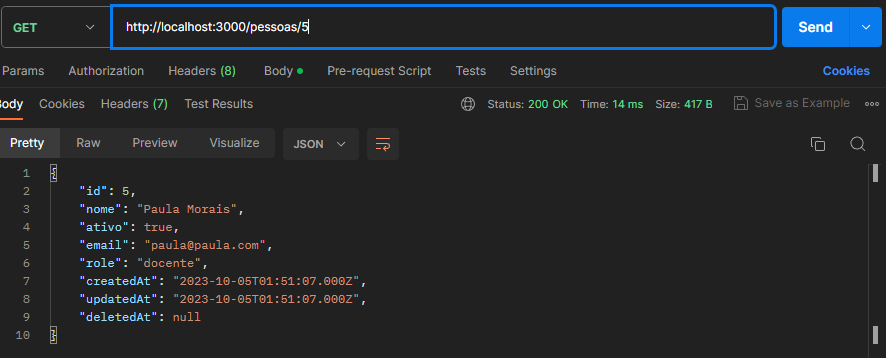 GET http://localhost:3000/pessoas/5 Send
Params Authorization Headers (8) Body Pre-request Script Tests Settings Cookies
Body Cookies Headers (7) Test Results Status: 200 OK Time: 14 ms Size: 417 B Save as Example
Pretty Raw Preview Visualize JSON
1 {
2 "id": 5,
3 "nome": "Paula Morais",
4 "ativo": true,
5 "email": "paula@paula.com",
6 "role": "docente",
7 "createdAt": "2023-10-05T01:51:07.000Z",
8 "updatedAt": "2023-10-05T01:51:07.000Z",
9 "deletedAt": null
10 }